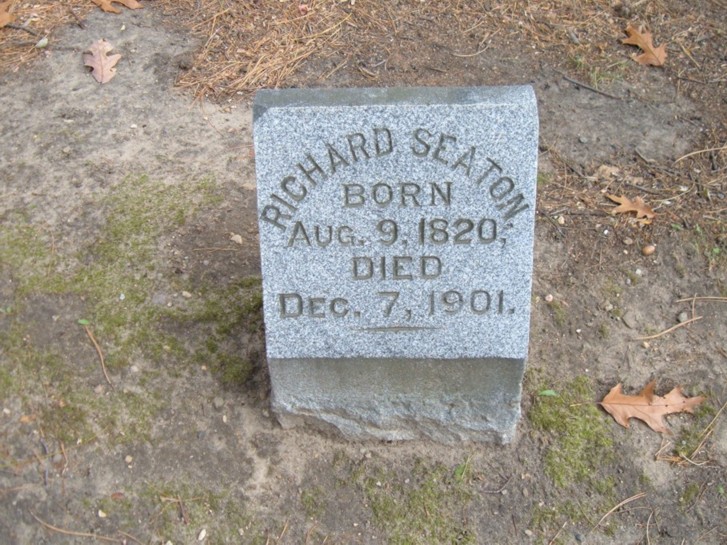 RICHARD SEATON;
BORN
AUG. 9, 1820;
DIED
DEC. 7, 1901.